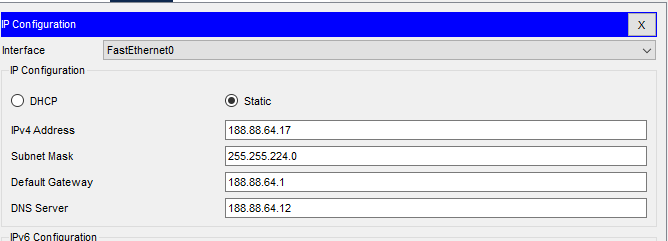 IP Configuration X
Interface FastEthernet0
IP Configuration
DHCP Static
IPv4 Address 188.88.64.17
Subnet Mask 255.255.224.0
Default Gateway 188.88.64.1
DNS Server 188.88.64.12
IPv6 Configuration